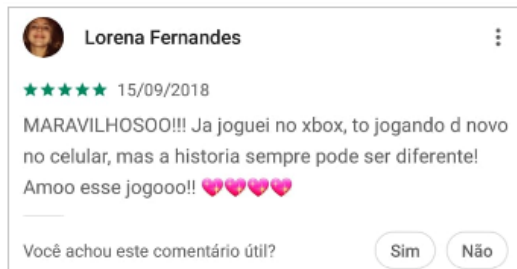 Lorena Fernandes
15/09/2018
MARAVILHOSOO!!! Ja joguei no xbox, to jogando d novo
no celular, mas a historia sempre pode ser diferente!
Amoo esse jogooo!! 💖💖💖💖
Você achou este comentário útil? Sim Não